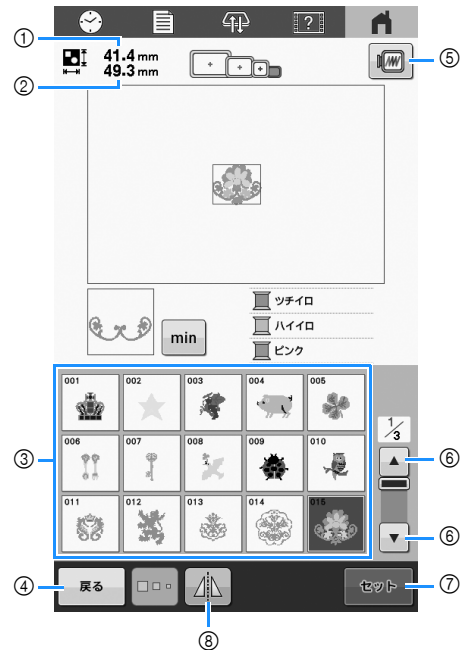 ?
①
41.4 mm
②
49.3 mm
⑤
ツチイロ
ハイイロ
ピンク
min
001 002 003 004 005
1/3
006 007 008 009 010
③
⑥
011 012 013 014 015
⑥
④
戻る
セット
⑦
⑧